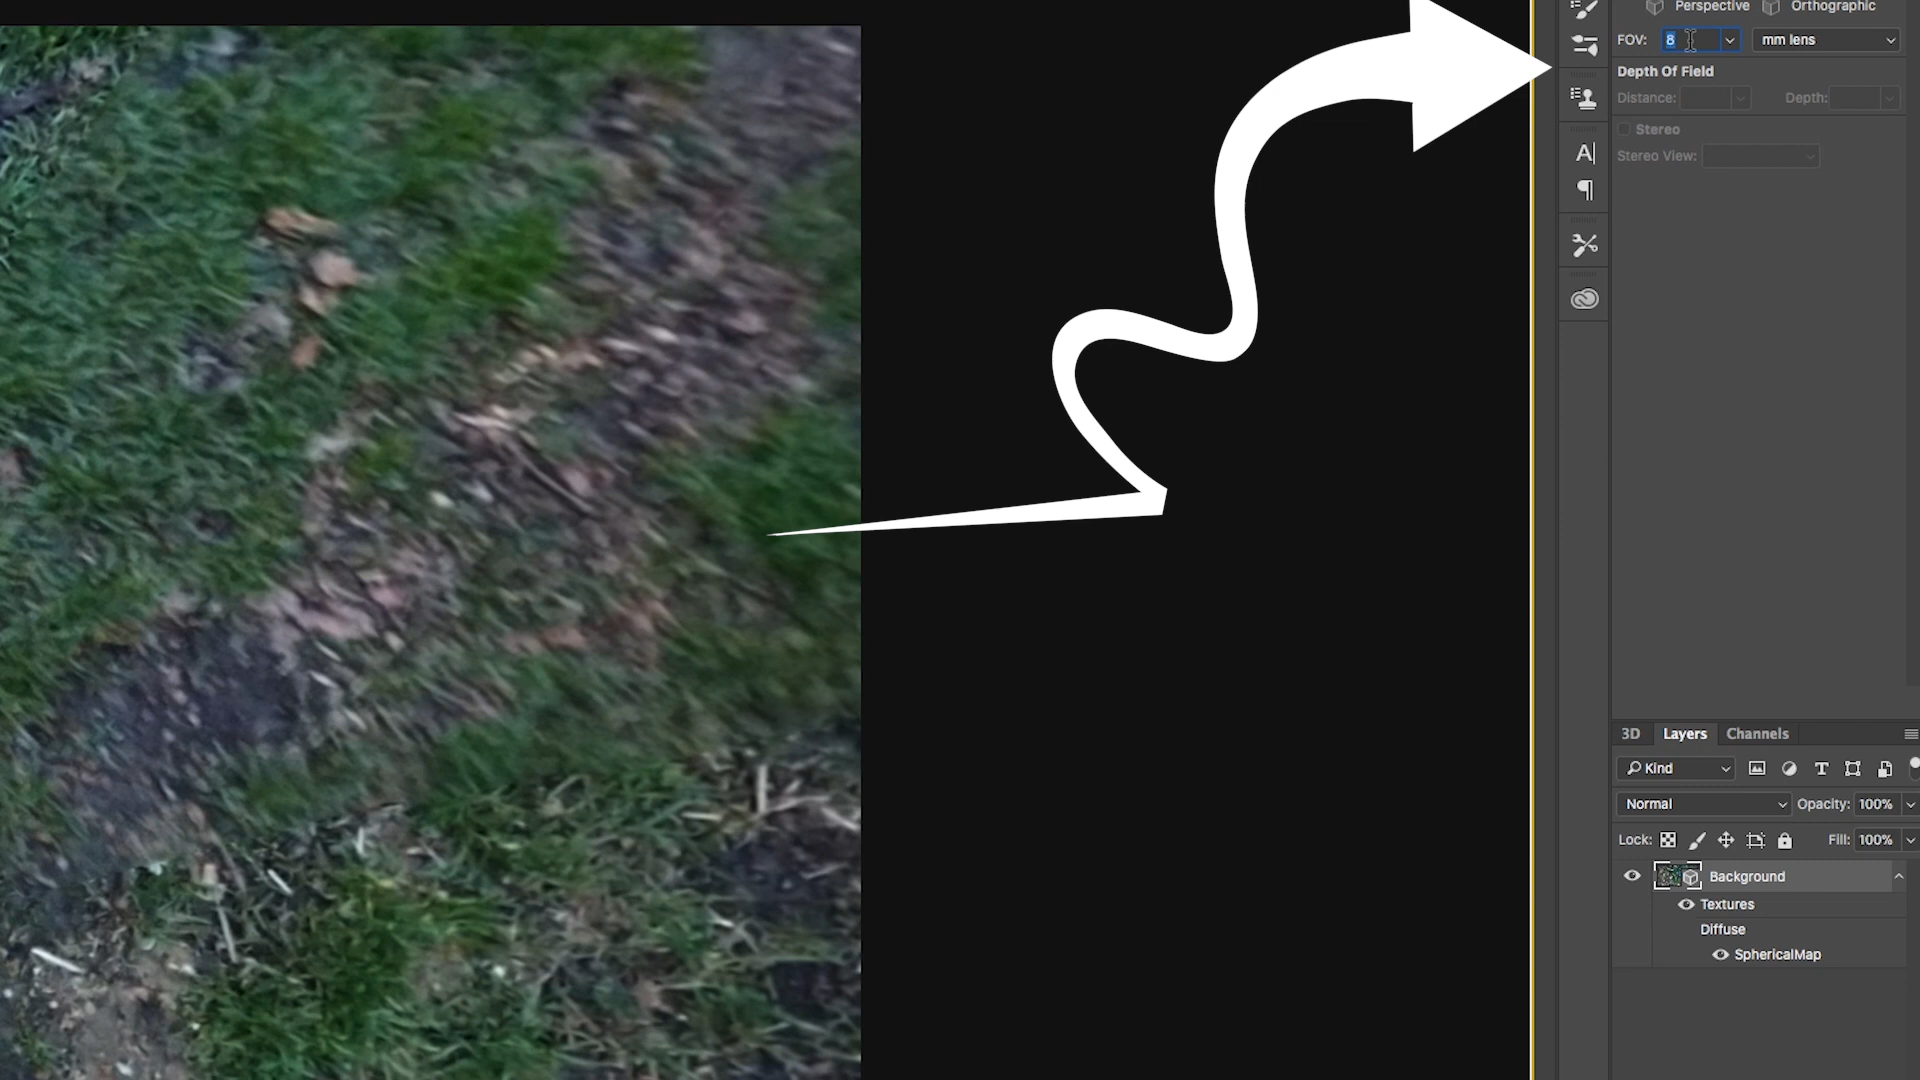 Perspective Orthographic
FOV: 8 mm lens
Depth Of Field
Distance: Depth:
Stereo
Stereo View:
3D Layers Channels
Kind
Normal Opacity: 100%
Lock: Fill: 100%
Background
Textures
Diffuse
SphericalMap